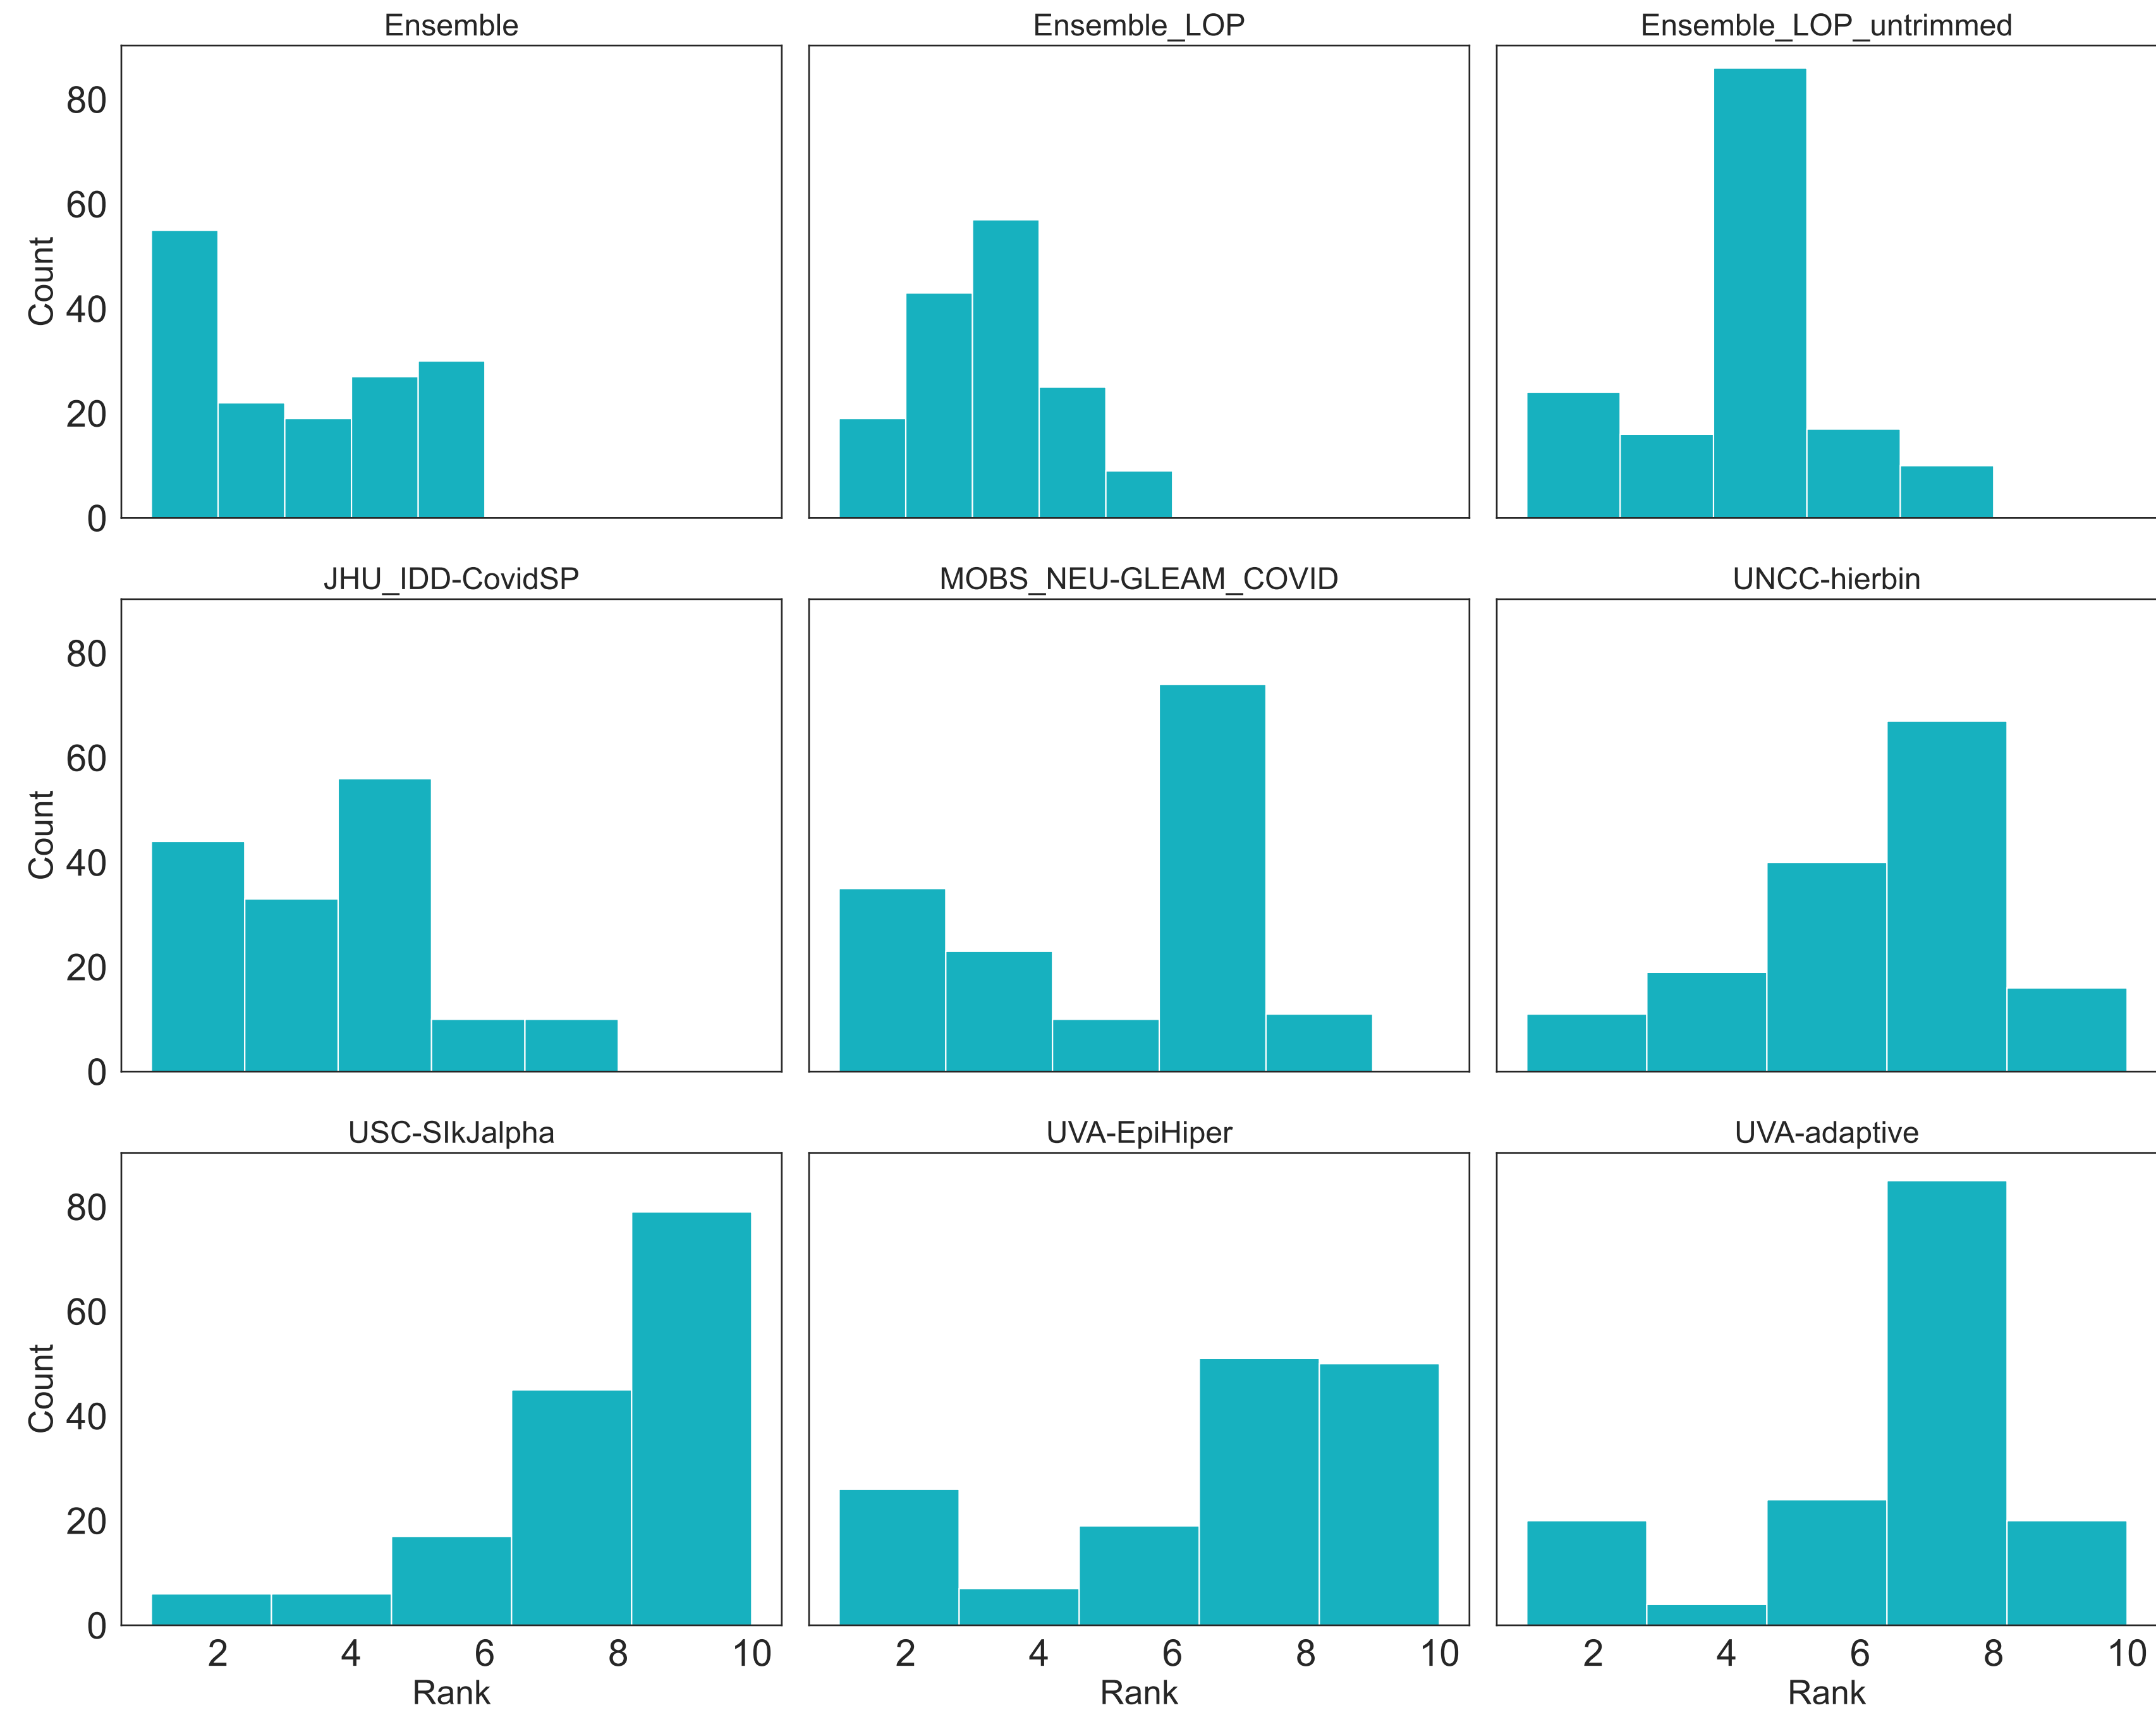 Ensemble Ensemble_LOP Ensemble_LOP_untrimmed
80
60
40
20
0
Count
JHU_IDD-CovidSP MOBS_NEU-GLEAM_COVID UNCC-hierbin
80
60
40
20
0
Count
USC-SIkJalpha UVA-EpiHiper UVA-adaptive
80
60
40
20
0
Count
2 4 6 8 10 2 4 6 8 10 2 4 6 8 10
Rank Rank Rank